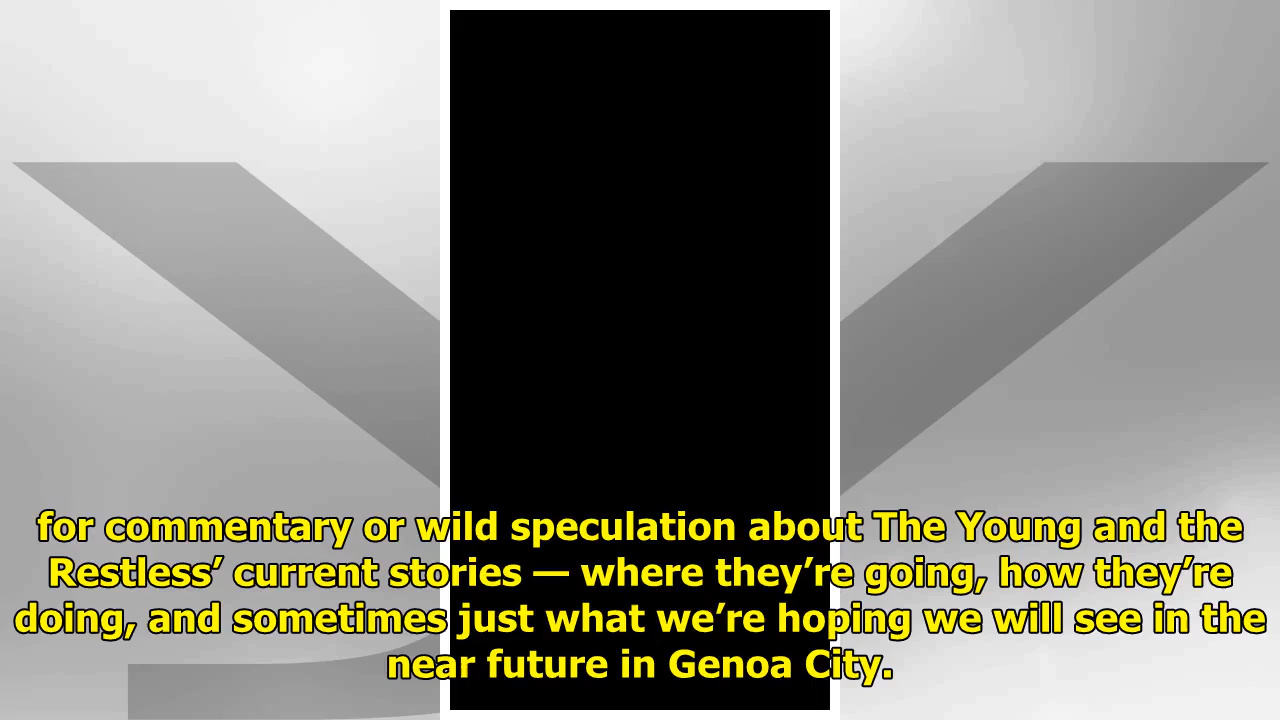 for commentary or wild speculation about The Young and the
Restless’ current stories — where they’re going, how they’re
doing, and sometimes just what we’re hoping we will see in the
near future in Genoa City.